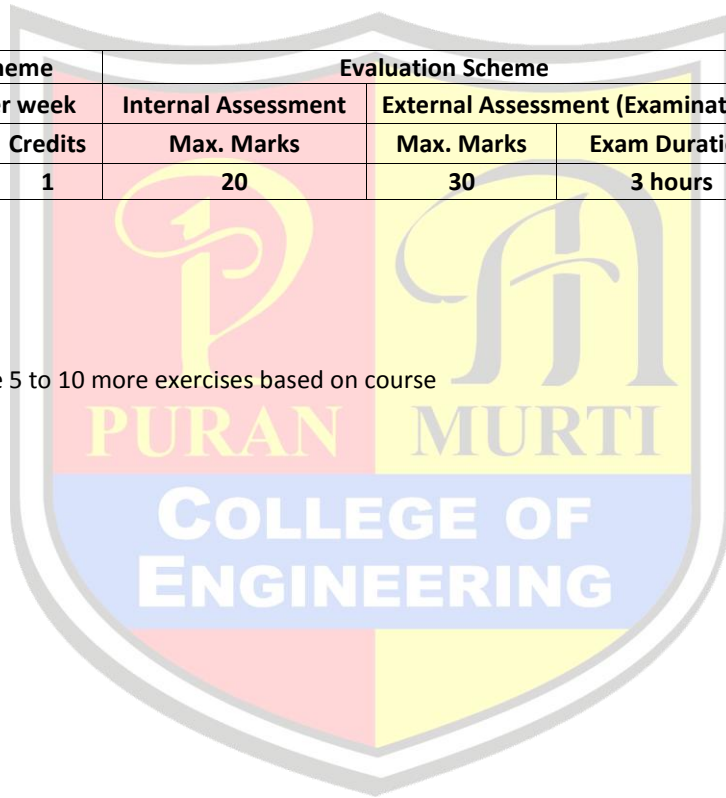 heme Evaluation Scheme
r week Internal Assessment External Assessment (Examinat
Credits Max. Marks Max. Marks Exam Durati
1 20 30 3 hours
5 to 10 more exercises based on course
PURAN MURTI
COLLEGE OF
ENGINEERING